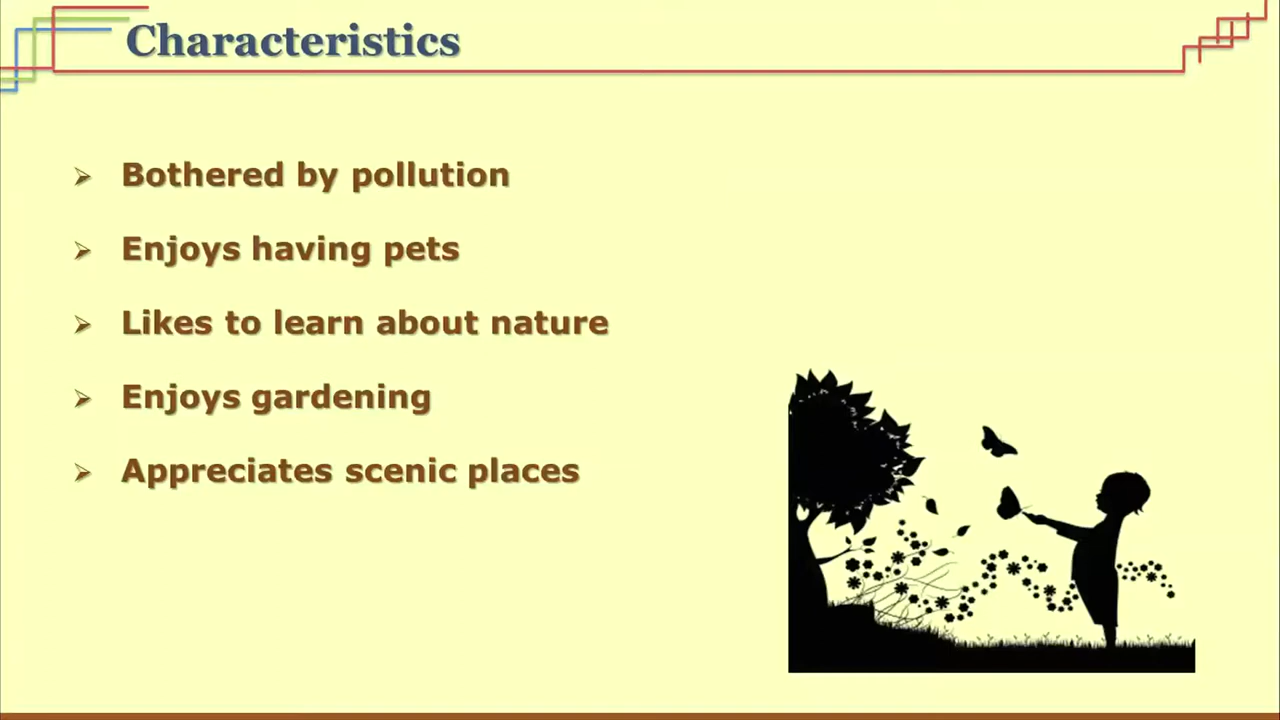 Characteristics
Bothered by pollution
Enjoys having pets
Likes to learn about nature
Enjoys gardening
Appreciates scenic places